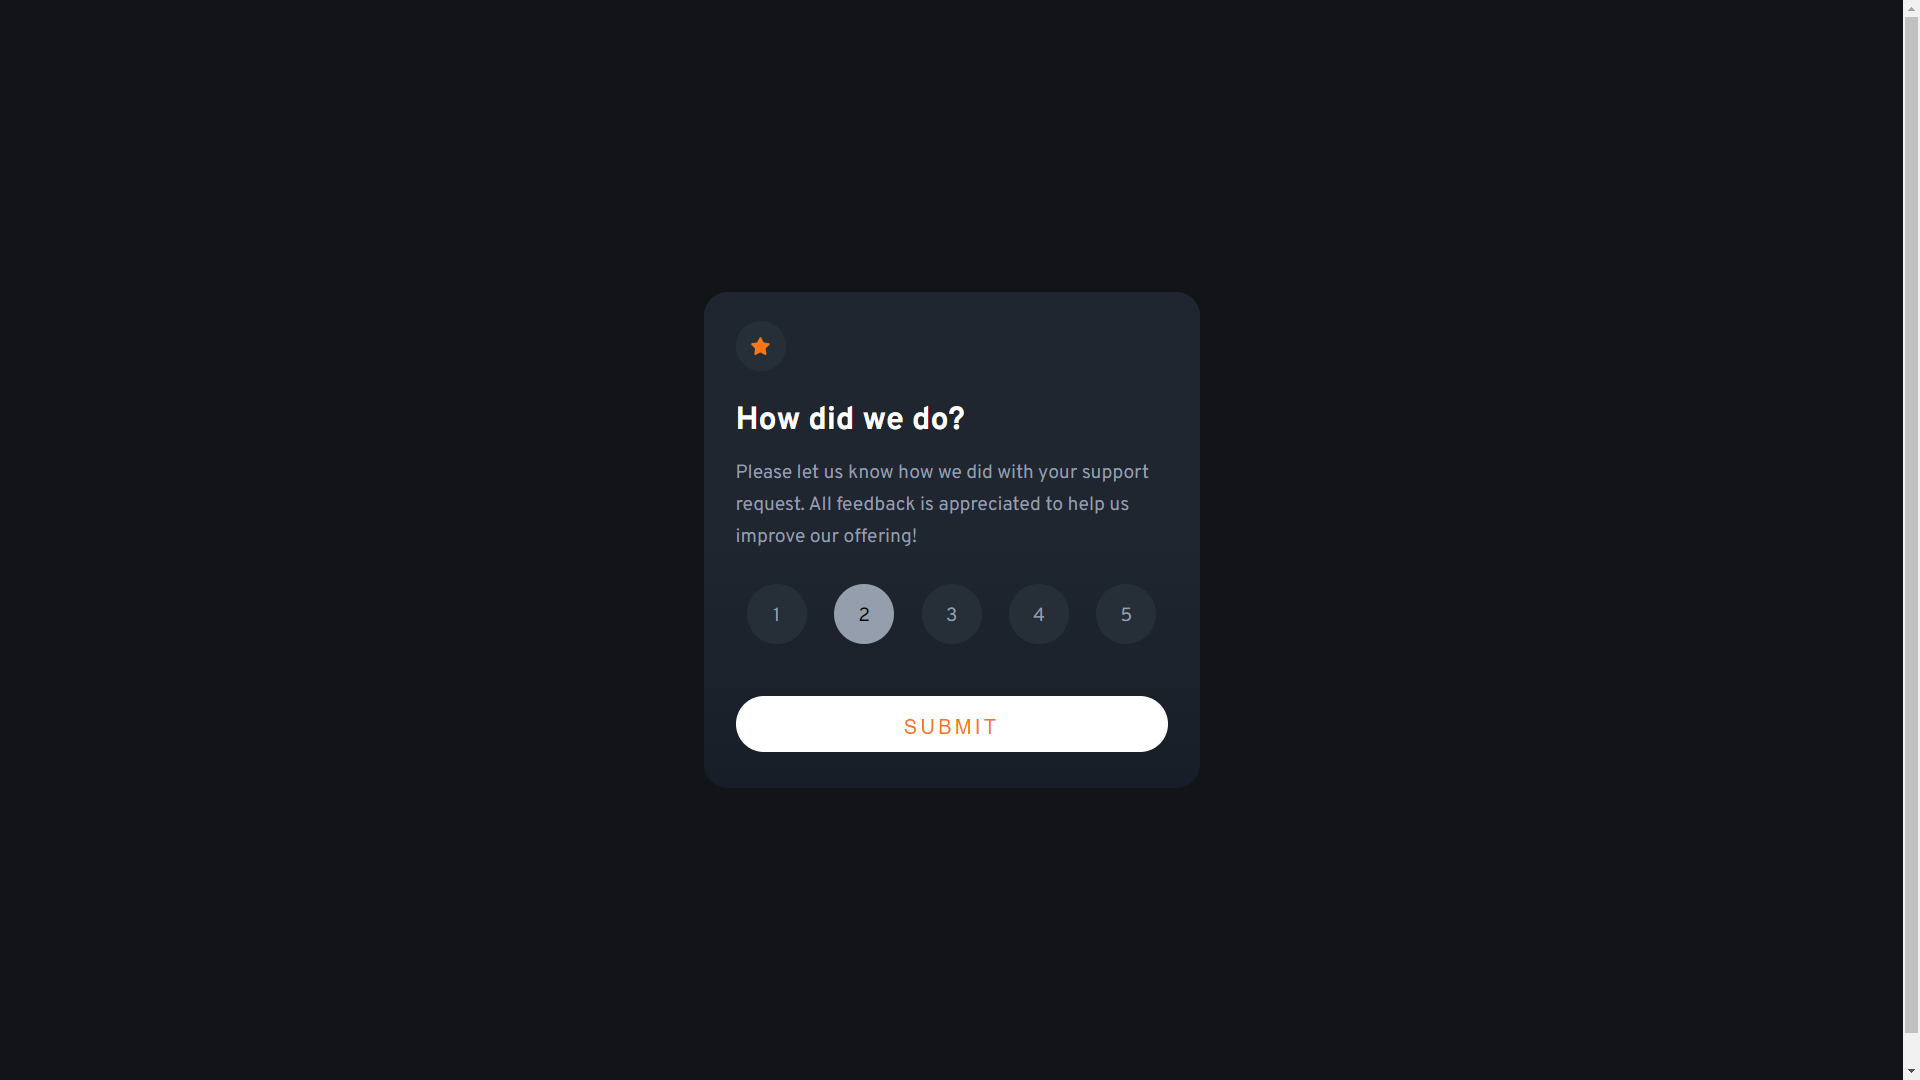 How did we do?
Please let us know how we did with your support
request. All feedback is appreciated to help us
improve our offering!
1 2 3 4 5
SUBMIT